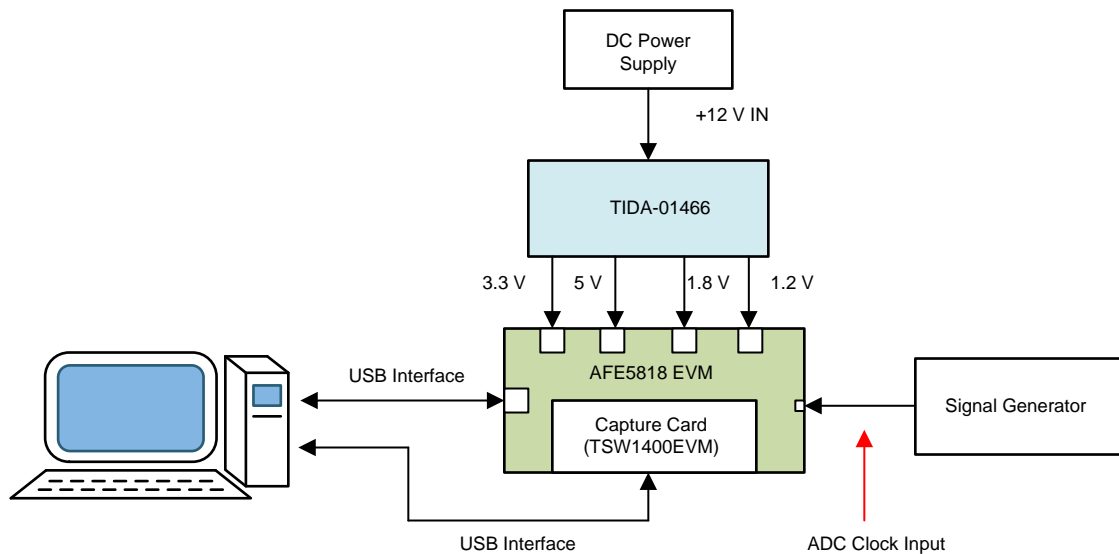 DC Power
Supply
+12 V IN
TIDA-01466
3.3 V
5 V
1.8 V
1.2 V
AFE5818 EVM
USB Interface
Capture Card
(TSW1400EVM)
Signal Generator
USB Interface
ADC Clock Input